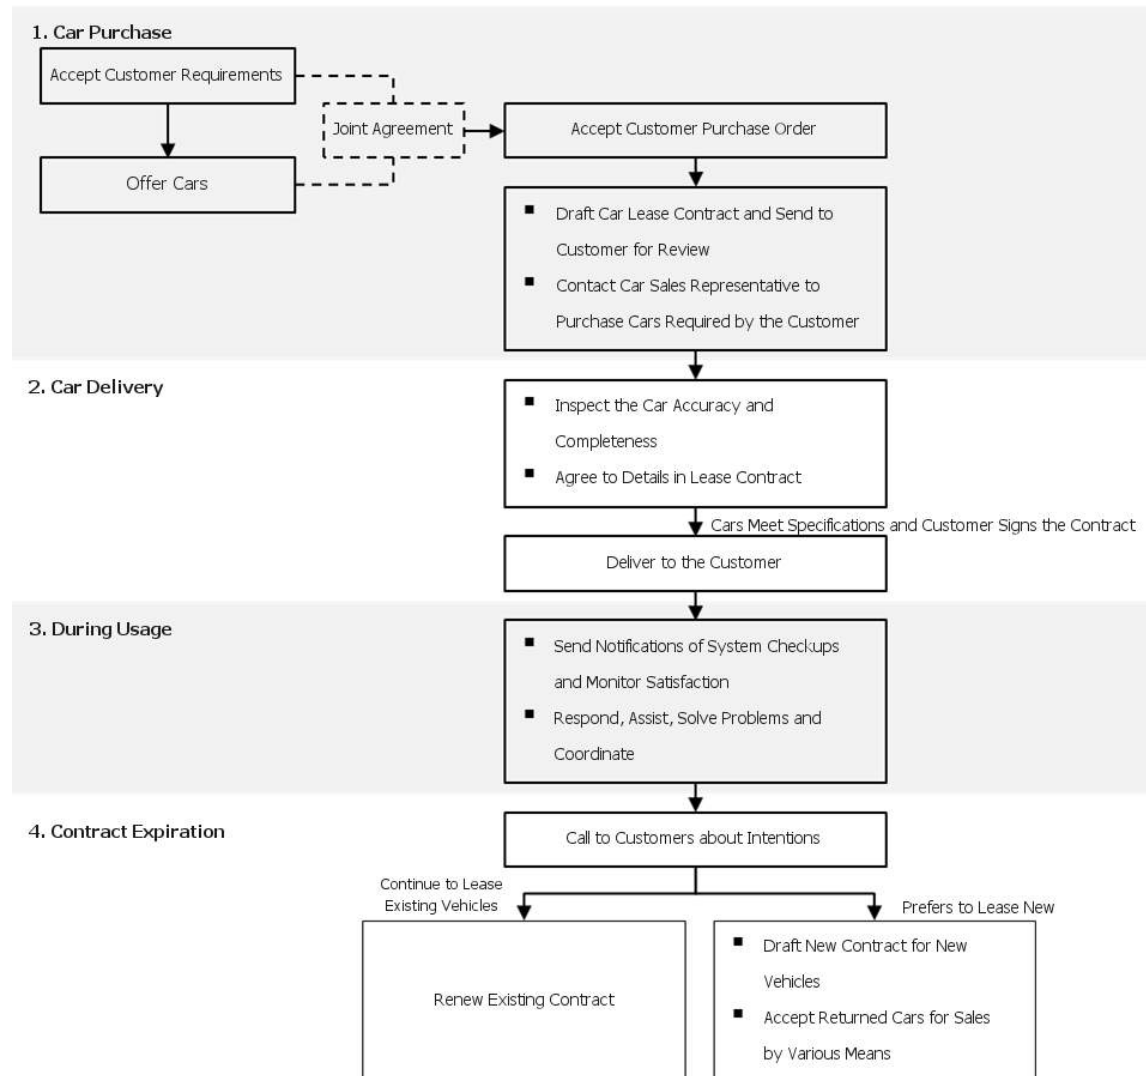 1. Car Purchase
Accept Customer Requirements
Joint Agreement
Accept Customer Purchase Order
Offer Cars
■ Draft Car Lease Contract and Send to
Customer for Review
■ Contact Car Sales Representative to
Purchase Cars Required by the Customer
2. Car Delivery
■ Inspect the Car Accuracy and
Completeness
■ Agree to Details in Lease Contract
Cars Meet Specifications and Customer Signs the Contract
Deliver to the Customer
3. During Usage
■ Send Notifications of System Checkups
and Monitor Satisfaction
■ Respond, Assist, Solve Problems and
Coordinate
4. Contract Expiration
Call to Customers about Intentions
Continue to Lease
Existing Vehicles
Prefers to Lease New
Renew Existing Contract
■ Draft New Contract for New
Vehicles
■ Accept Returned Cars for Sales
by Various Means